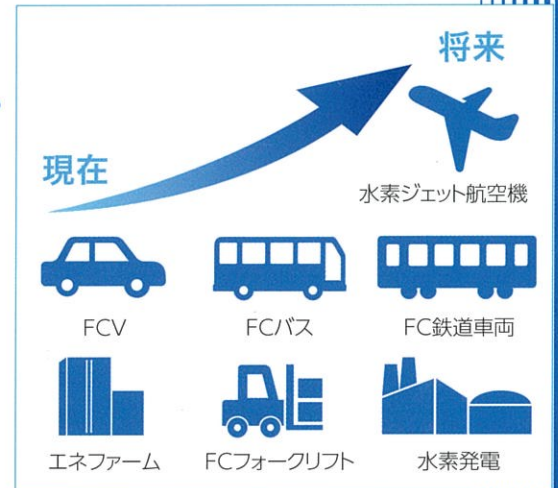 将来
現在
水素ジェット航空機
FCV
FCバス
FC鉄道車両
エネファーム
FCフォークリフト
水素発電